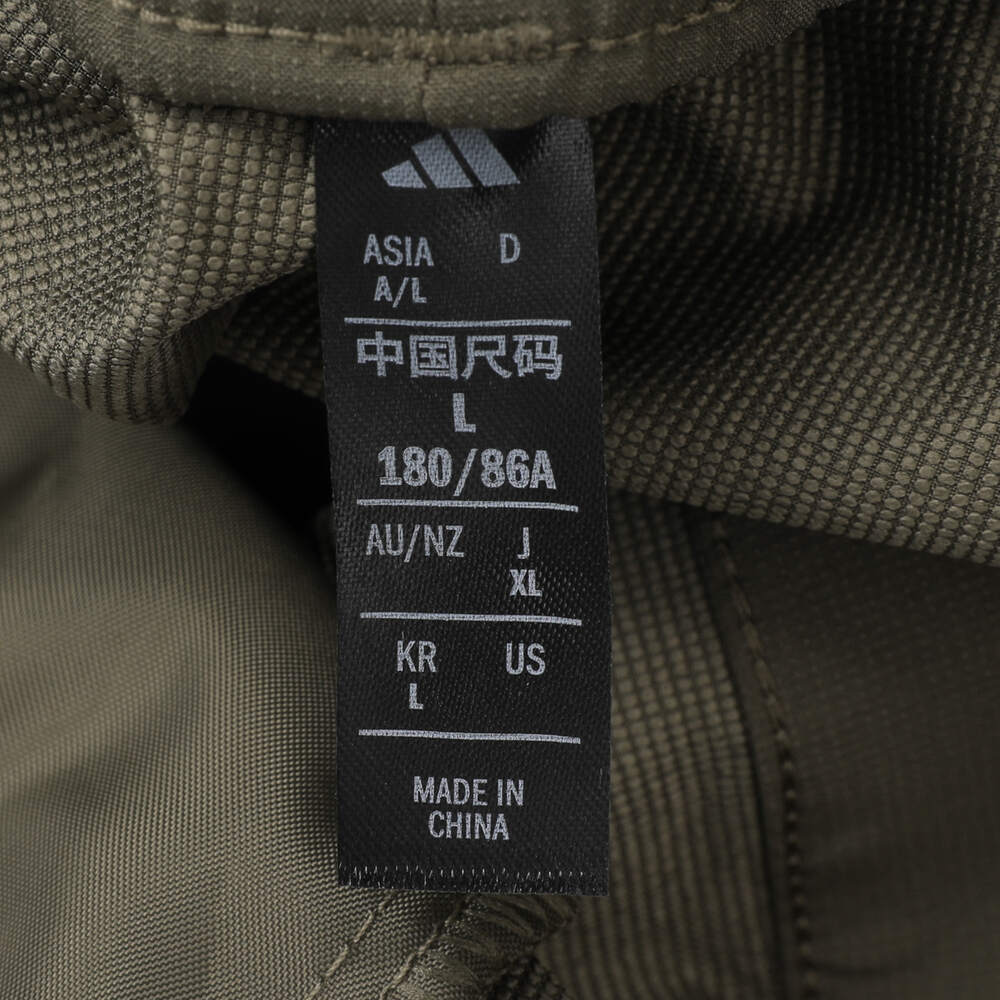 ASIA D
A/L
中国尺码
L
180/86A
AU/NZ J
XL
KR US
L
MADE IN
CHINA